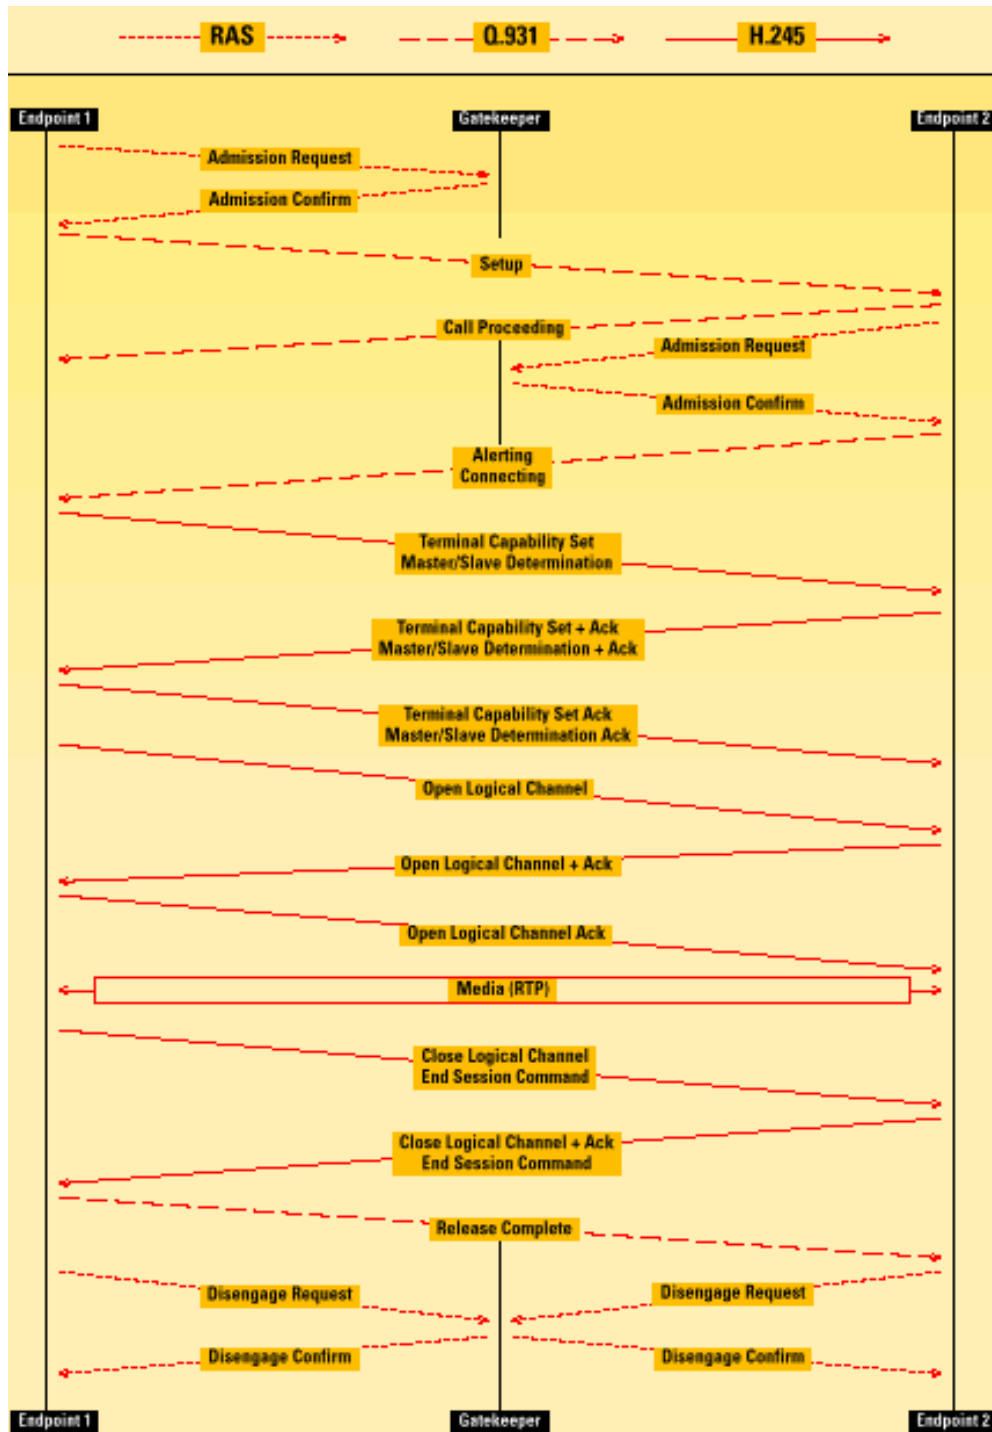 RAS
Q.931
H.245
Endpoint 1
Gatekeeper
Endpoint 2
Admission Request
Admission Confirm
Setup
Call Proceeding
Admission Request
Admission Confirm
Alerting
Connecting
Terminal Capability Set
Master/Slave Determination
Terminal Capability Set + Ack
Master/Slave Determination + Ack
Terminal Capability Set Ack
Master/Slave Determination Ack
Open Logical Channel
Open Logical Channel + Ack
Open Logical Channel Ack
Media (RTP)
Close Logical Channel
End Session Command
Close Logical Channel + Ack
End Session Command
Release Complete
Disengage Request
Disengage Request
Disengage Confirm
Disengage Confirm
Endpoint 1
Gatekeeper
Endpoint 2